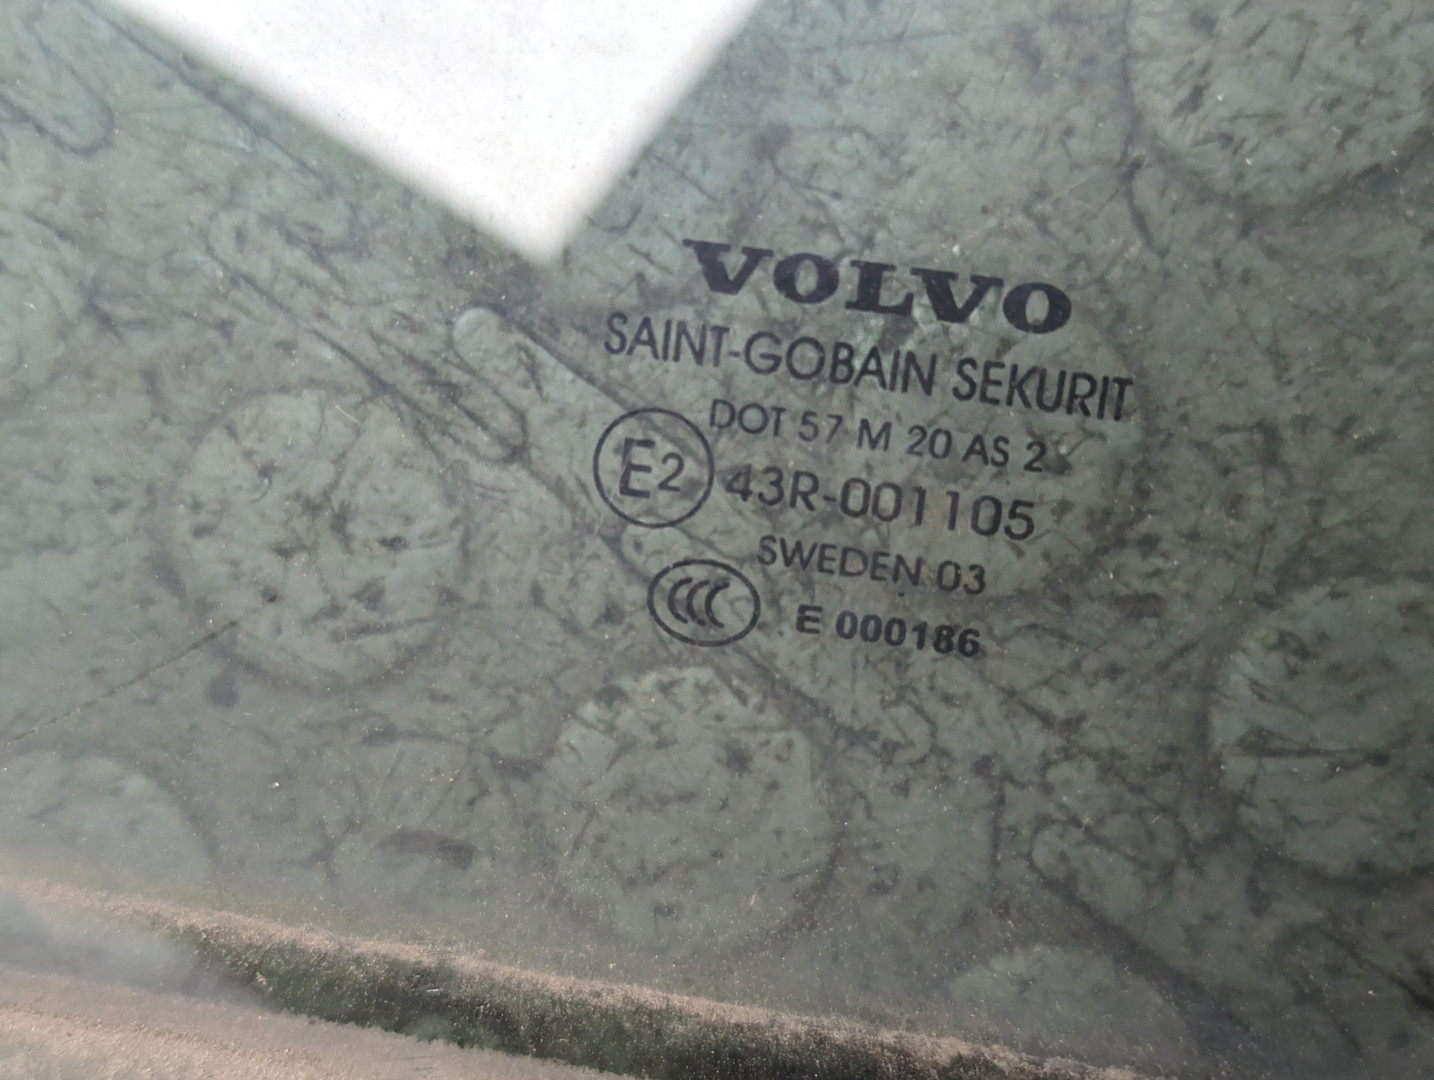 VOLVO
SAINT-GOBAIN SEKURIT
DOT 57 M 20 AS 2
E2 43R-001105
SWEDEN 03
CCC E 000186